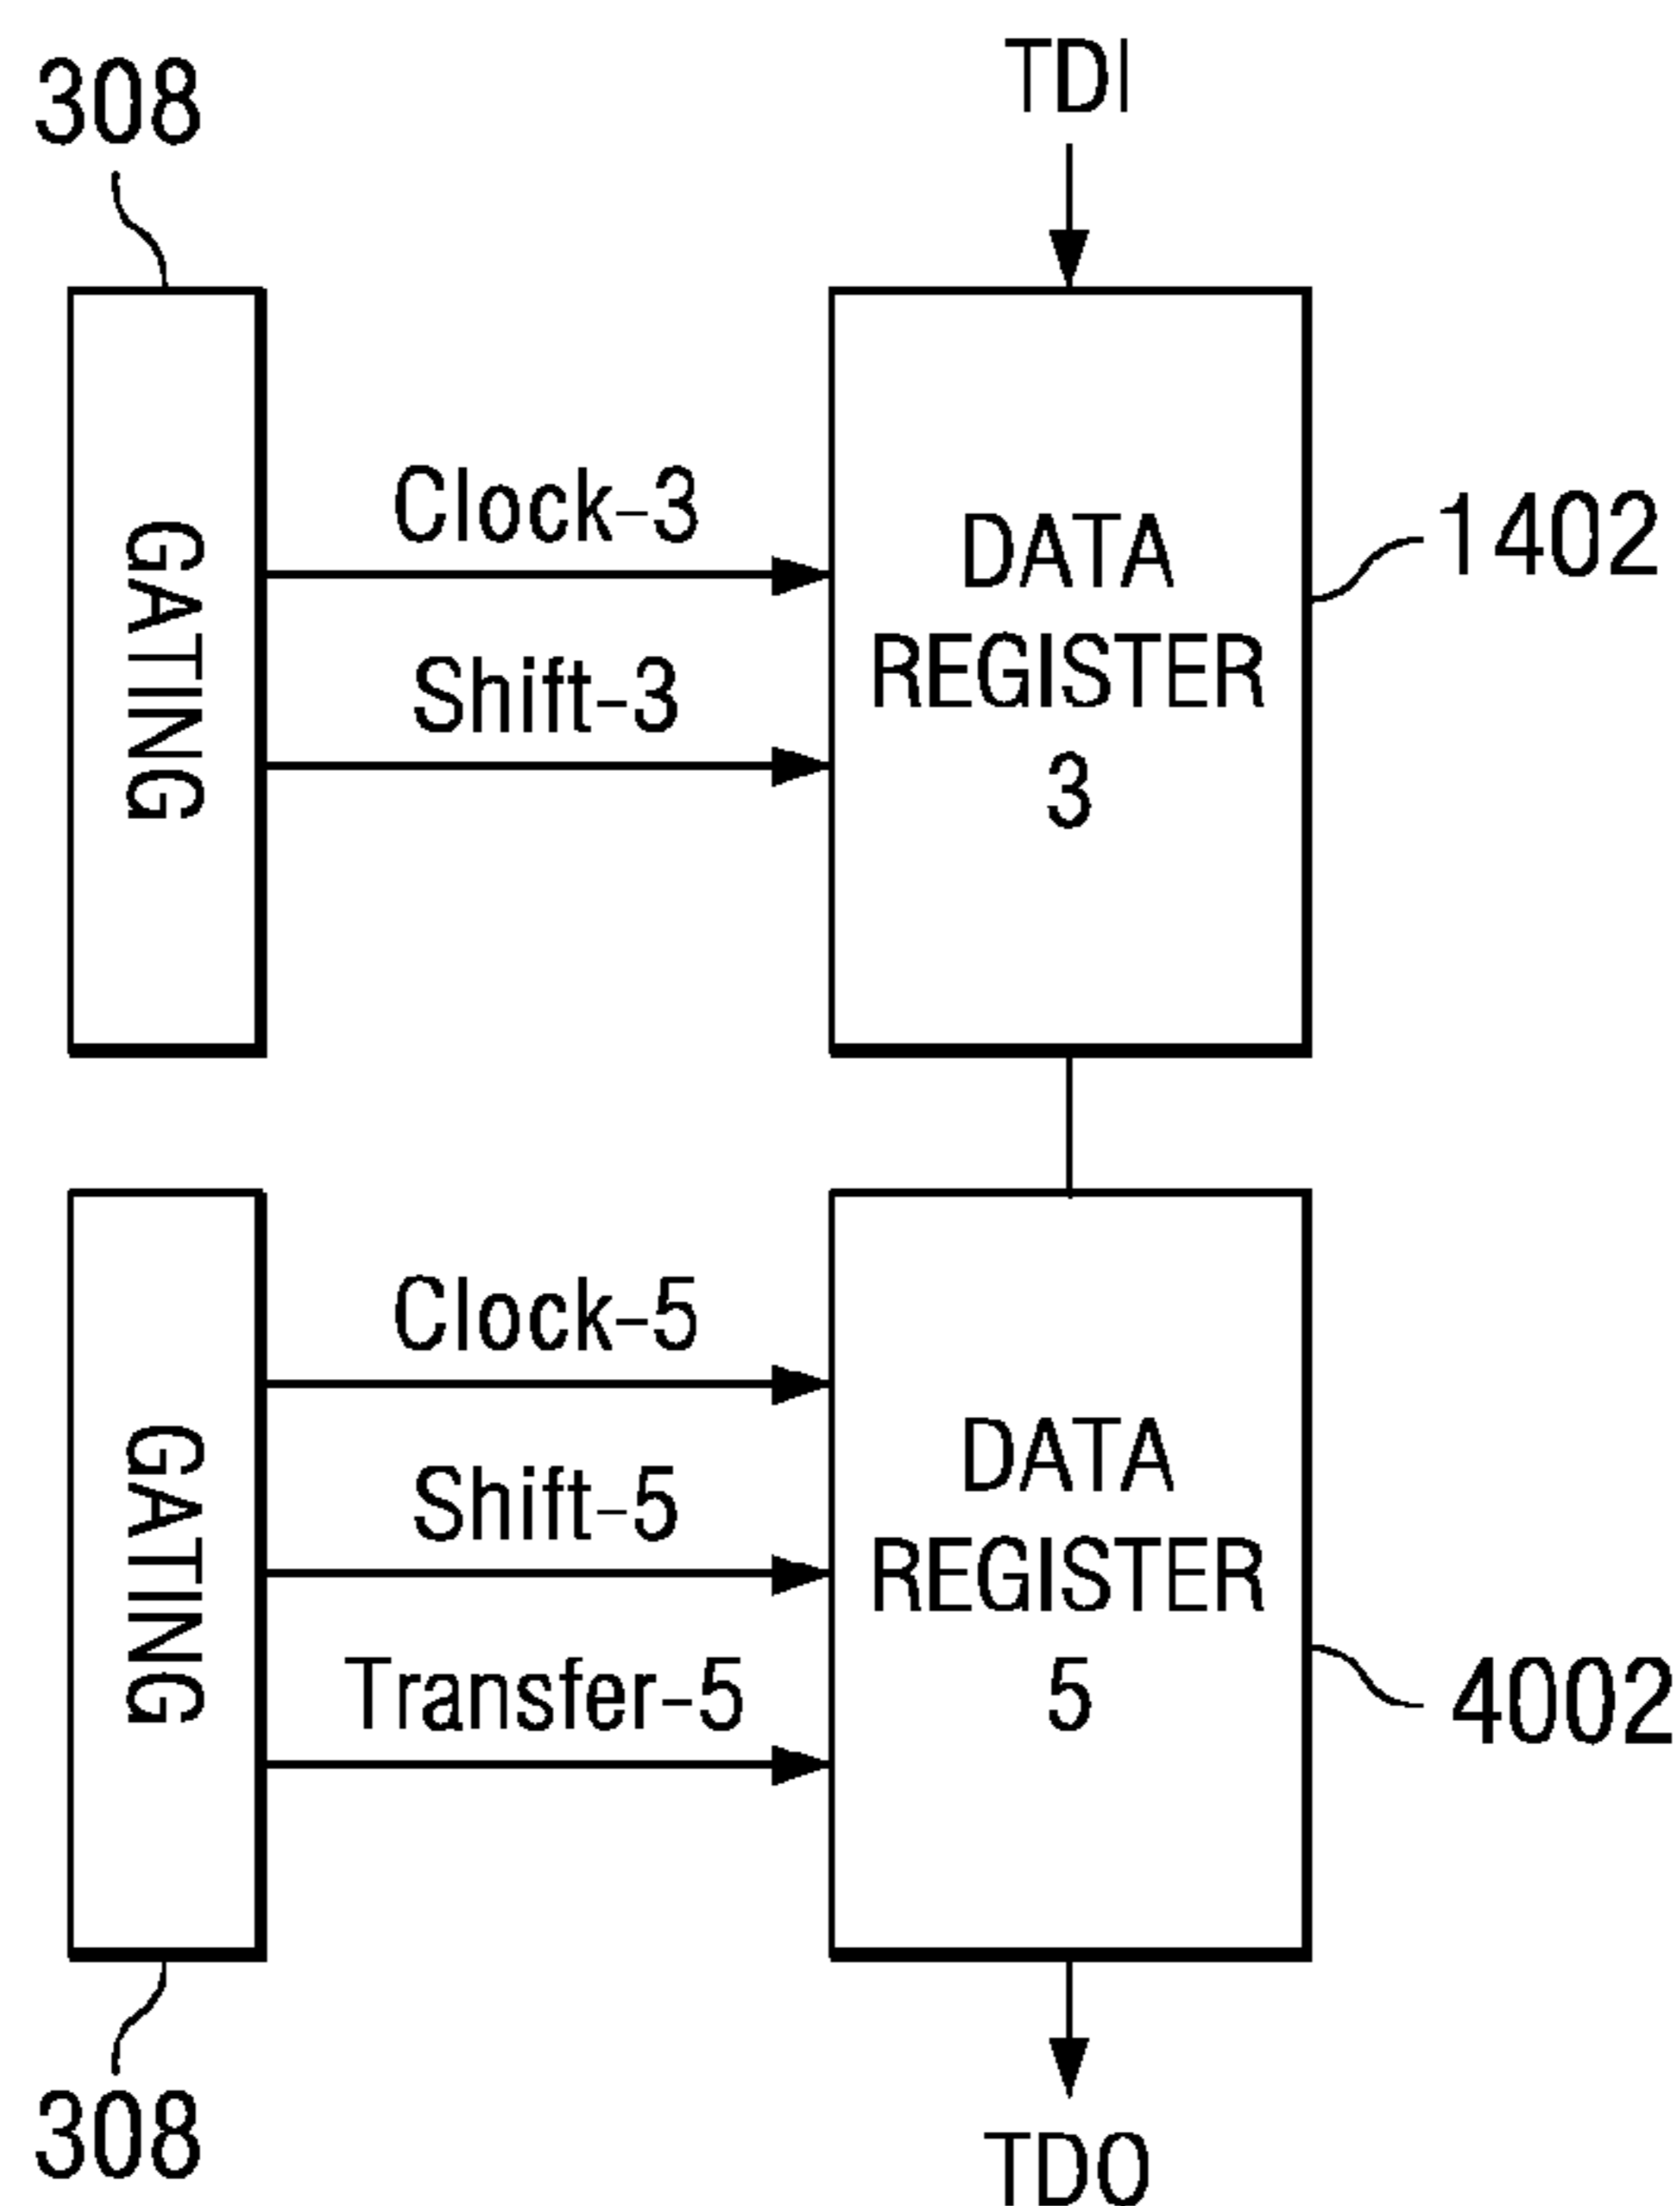 308
TDI
GATING
Clock-3
Shift-3
DATA
REGISTER
3
1402
GATING
Clock-5
Shift-5
Transfer-5
DATA
REGISTER
5
4002
308
TDO